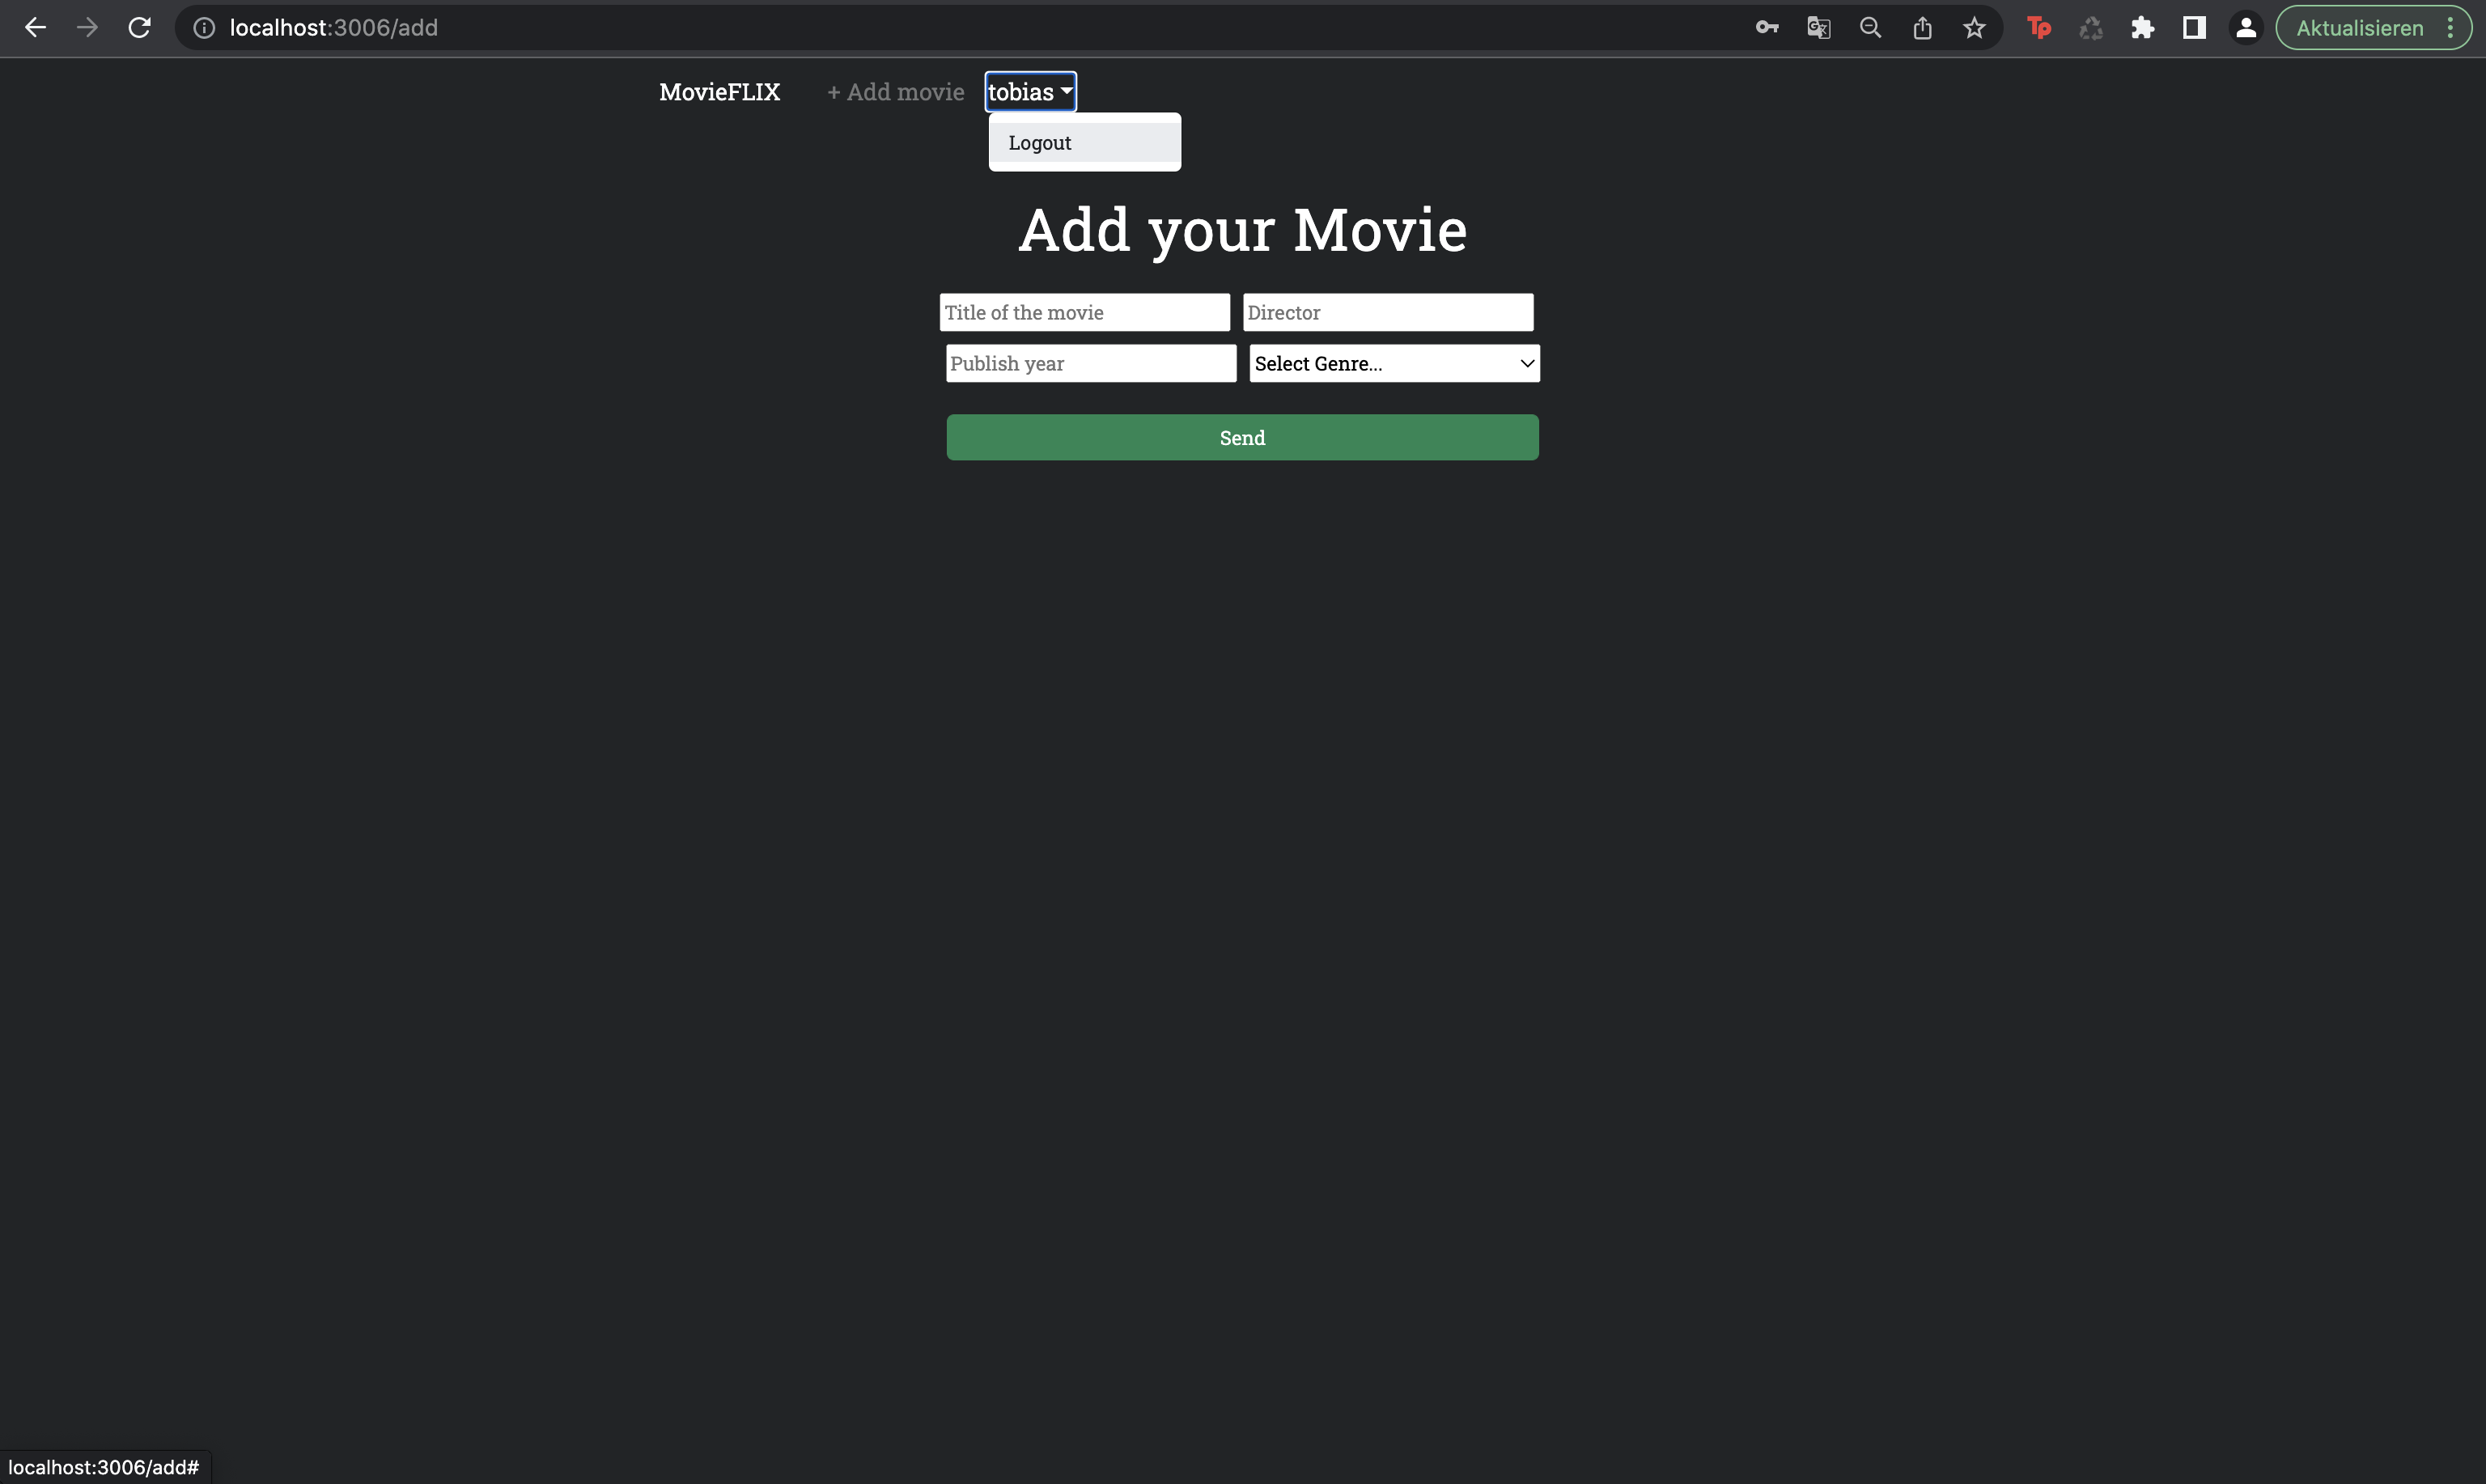 localhost:3006/add
Tp
Aktualisieren
MovieFLIX + Add movie tobias
Logout
Add your Movie
Title of the movie Director
Publish year Select Genre...
Send
localhost:3006/add#